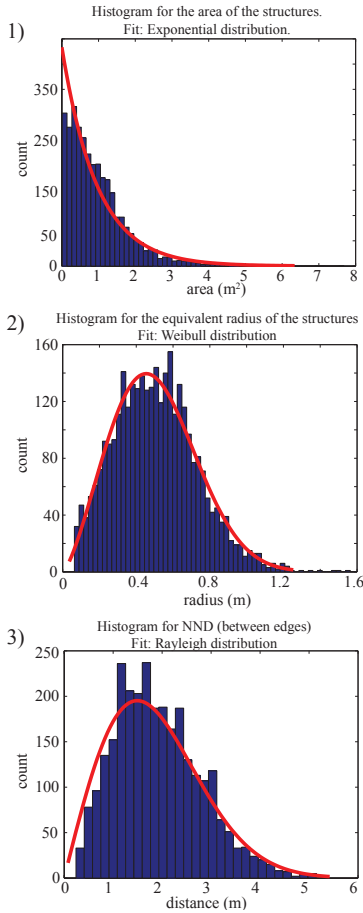 1)
Histogram for the area of the structures.
Fit: Exponential distribution.
350
250
150
50
0
count
0 1 2 3 4 5 6 7 8
area (m²)
2)
Histogram for the equivalent radius of the structures
Fit: Weibull distribution
160
120
80
40
0
count
0 0.4 0.8 1.2 1.6
radius (m)
3)
Histogram for NND (between edges)
Fit: Rayleigh distribution
250
200
150
100
50
0
count
0 1 2 3 4 5 6
distance (m)